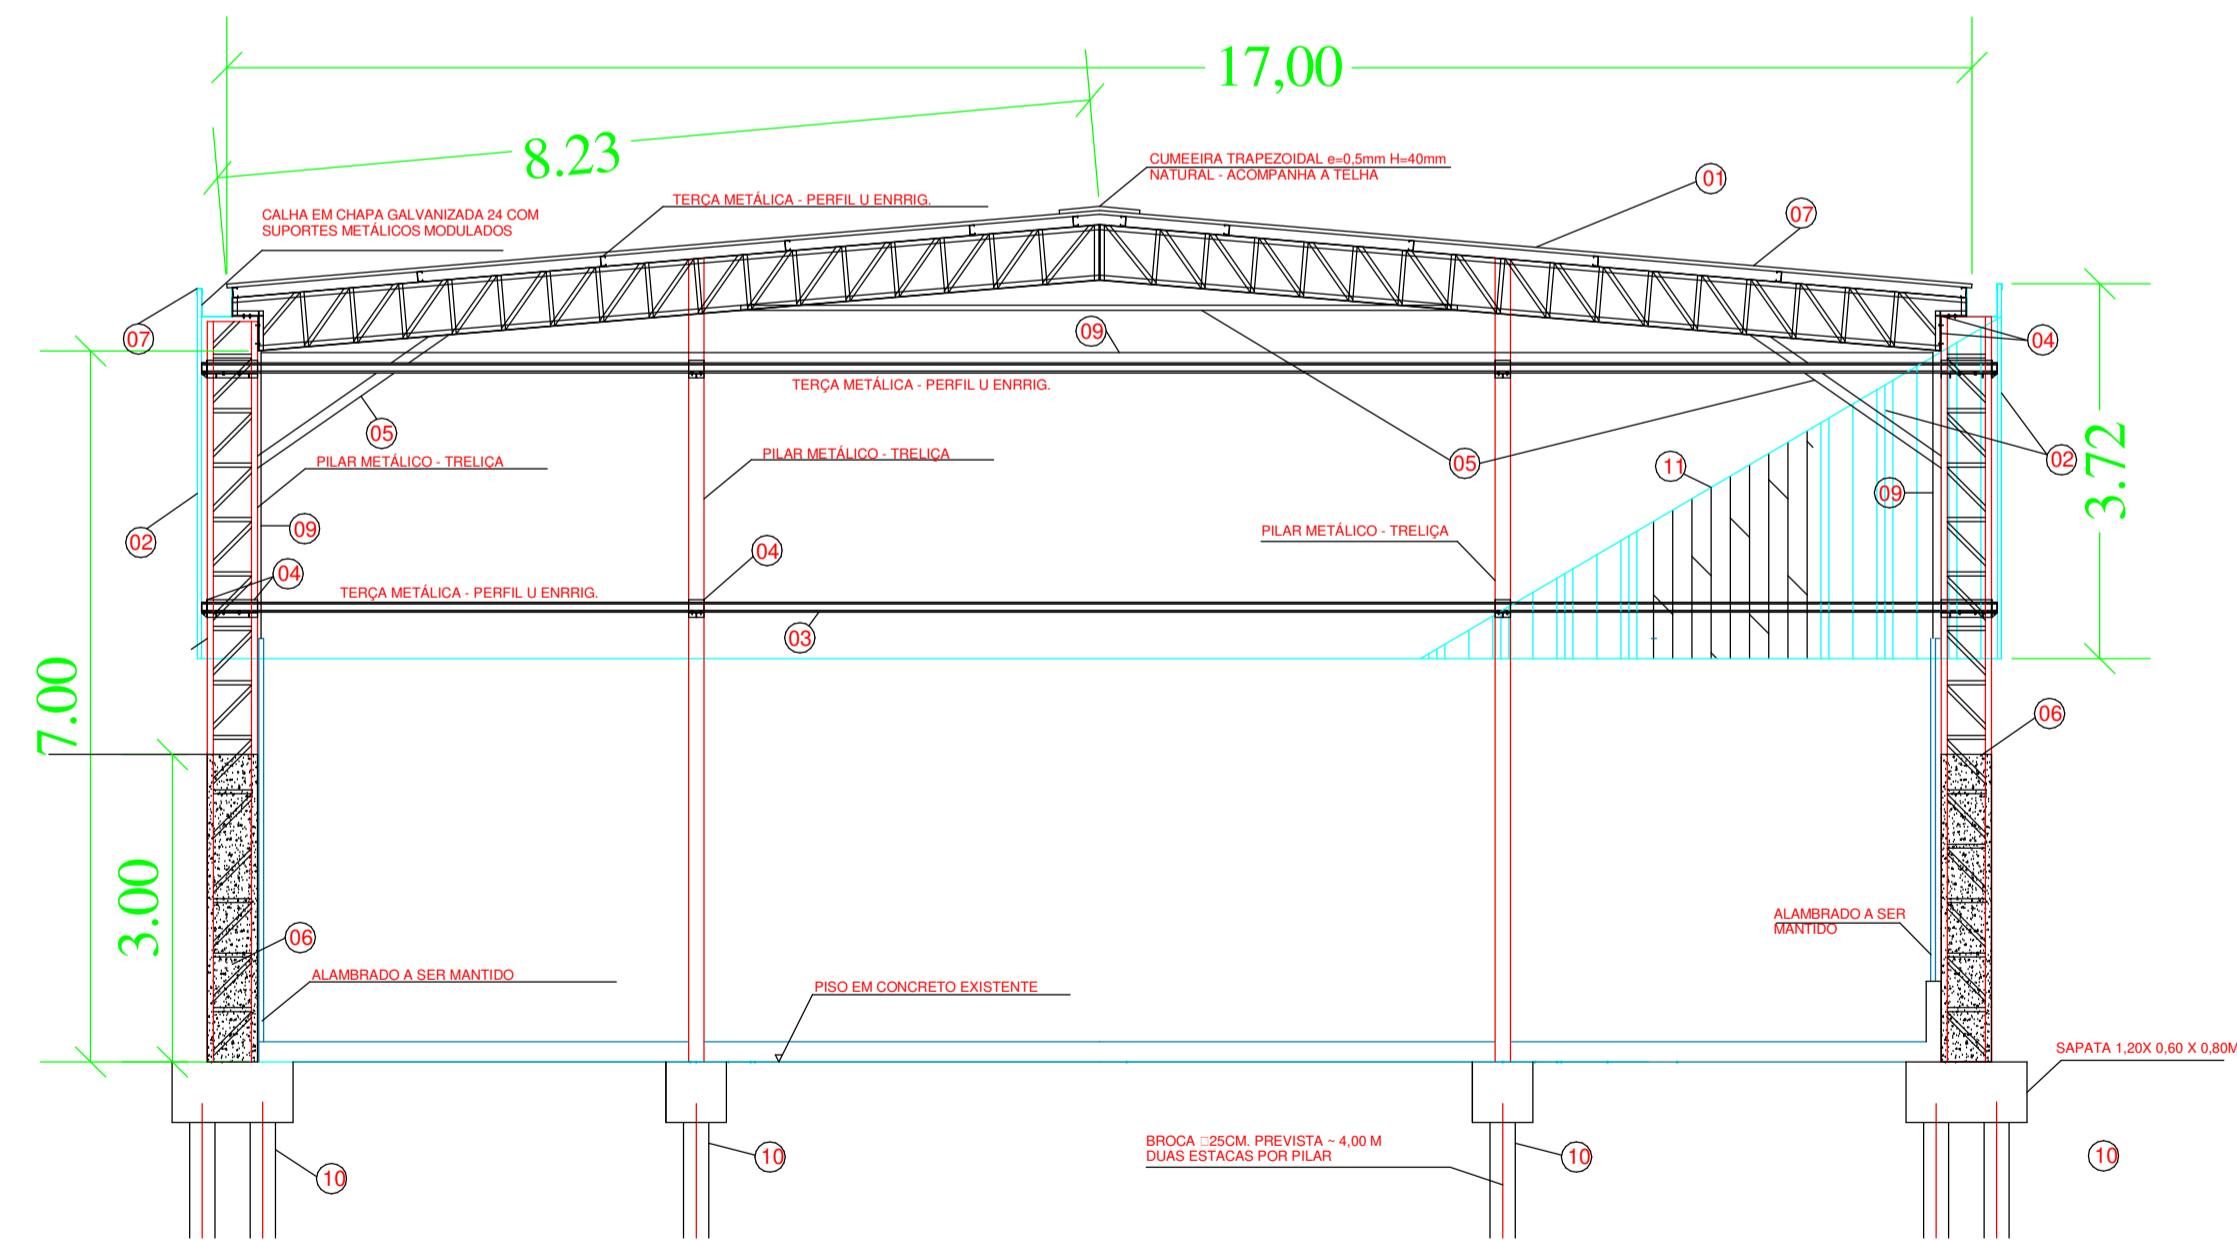 17,00
8.23
CUMEEIRA TRAPEZOIDAL e=0,5mm H=40mm
NATURAL - ACOMPANHA A TELHA
01
TERÇA METÁLICA - PERFIL U ENRRIG.
07
CALHA EM CHAPA GALVANIZADA 24 COM
SUPORTES METÁLICOS MODULADOS
07
09
04
TERÇA METÁLICA - PERFIL U ENRRIG.
05
PILAR METÁLICO - TRELIÇA
PILAR METÁLICO - TRELIÇA
05
11
02
3.72
09
02
09
PILAR METÁLICO - TRELIÇA
04
04
TERÇA METÁLICA - PERFIL U ENRRIG.
03
7.00
06
3.00
06
ALAMBRADO A SER
MANTIDO
ALAMBRADO A SER MANTIDO
PISO EM CONCRETO EXISTENTE
SAPATA 1,20X 0,60 X 0,80M
BROCA □25CM. PREVISTA ~ 4,00 M
DUAS ESTACAS POR PILAR
10
10
10
10